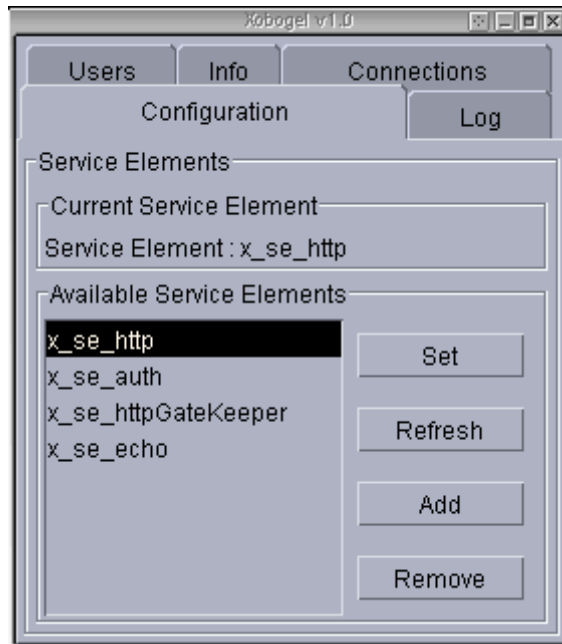 Xobogel v1.0
Users Info Connections
Configuration Log
Service Elements
Current Service Element
Service Element : x_se_http
Available Service Elements
x_se_http
x_se_auth
x_se_httpGateKeeper
x_se_echo
Set
Refresh
Add
Remove